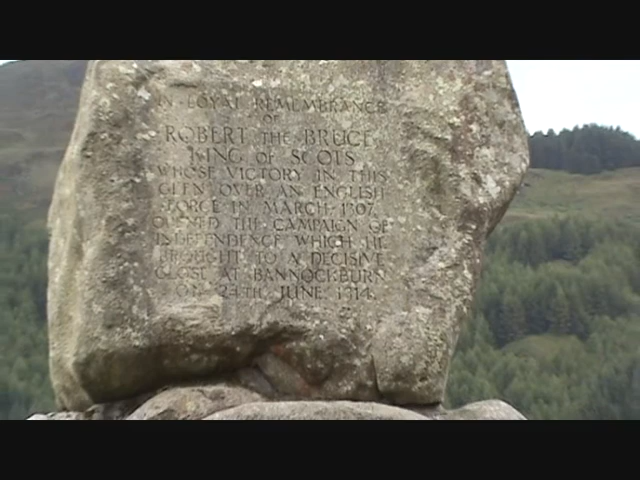 IN LOYAL REMEMBRANCE
OF
ROBERT THE BRUCE
KING OF SCOTS
WHOSE VICTORY IN THIS
GLEN OVER AN ENGLISH
FORCE IN MARCH, 1307,
OPENED THE CAMPAIGN OF
INDEPENDENCE WHICH HE
BROUGHT TO A DECISIVE
CLOSE AT BANNOCKBURN
ON 24TH JUNE, 1314.